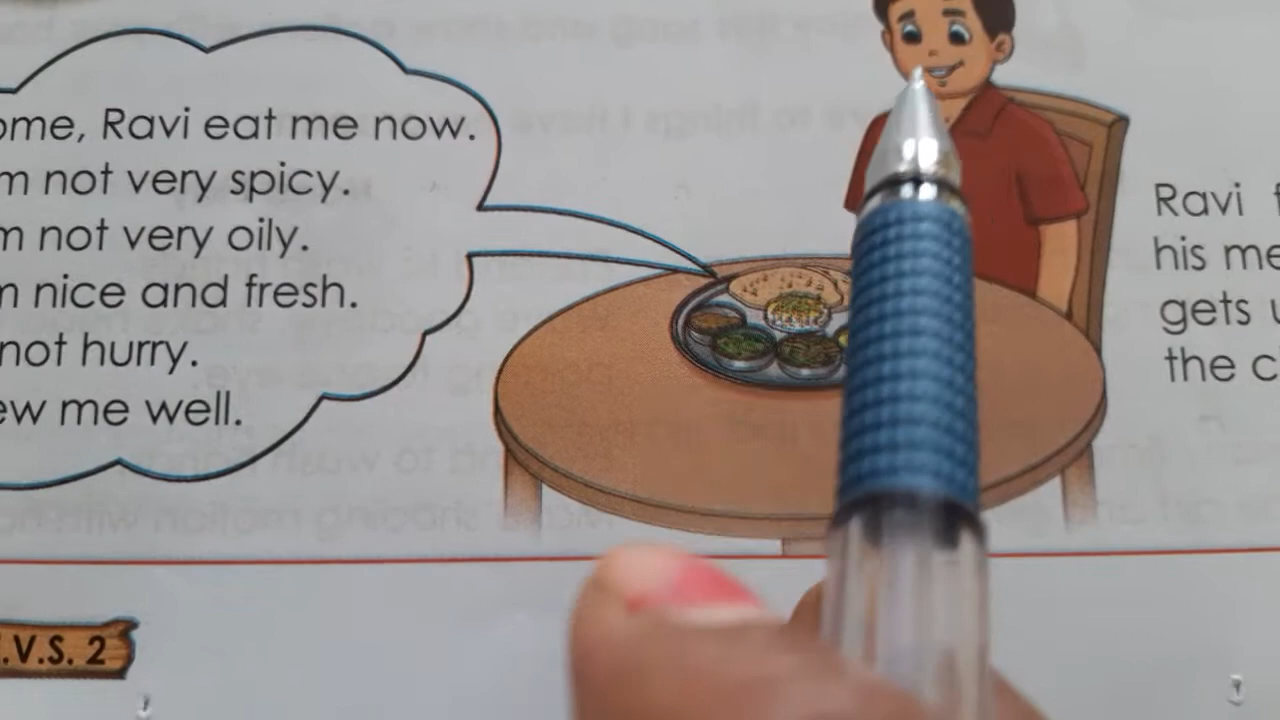 ome, Ravi eat me now.
m not very spicy.
m not very oily.
m nice and fresh.
not hurry.
ew me well.
Ravi
his me
gets u
the c
.V.S. 2